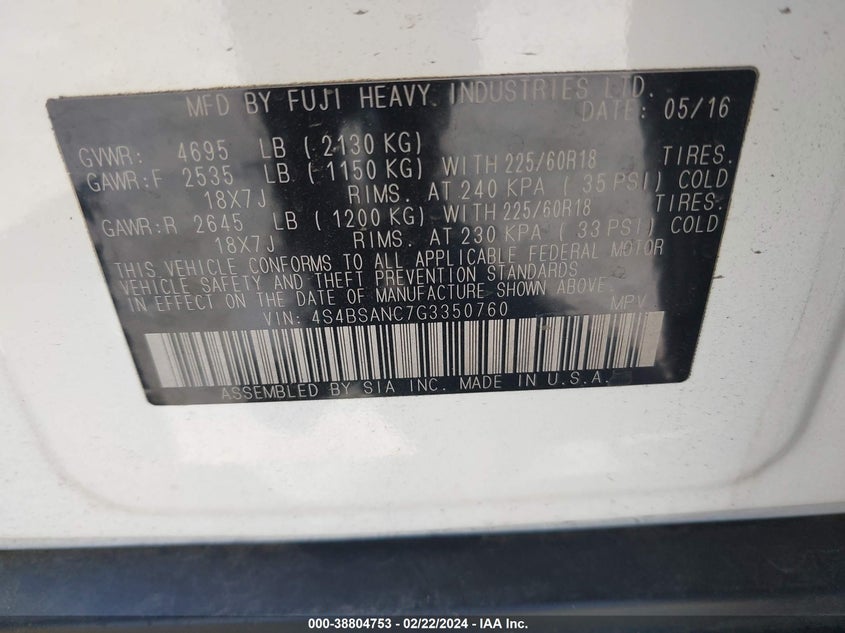 MFD BY FUJI HEAVY INDUSTRIES LTD.
DATE: 05/16
GVWR: 4695 LB ( 2130 KG)
GAWR:F 2535 LB ( 1150 KG) WITH 225/60R18 TIRES.
18X7J RIMS. AT 240 KPA ( 35 PSI) COLD
GAWR:R 2645 LB ( 1200 KG) WITH 225/60R18 TIRES.
18X7J RIMS. AT 230 KPA ( 33 PSI) COLD
THIS VEHICLE CONFORMS TO ALL APPLICABLE FEDERAL MOTOR
VEHICLE SAFETY AND THEFT PREVENTION STANDARDS
IN EFFECT ON THE DATE OF MANUFACTURE SHOWN ABOVE.
VIN: 4S4BSANC7G3350760 MPV
ASSEMBLED BY SIA INC. MADE IN U.S.A.
000-38804753 - 02/22/2024 - IAA Inc.